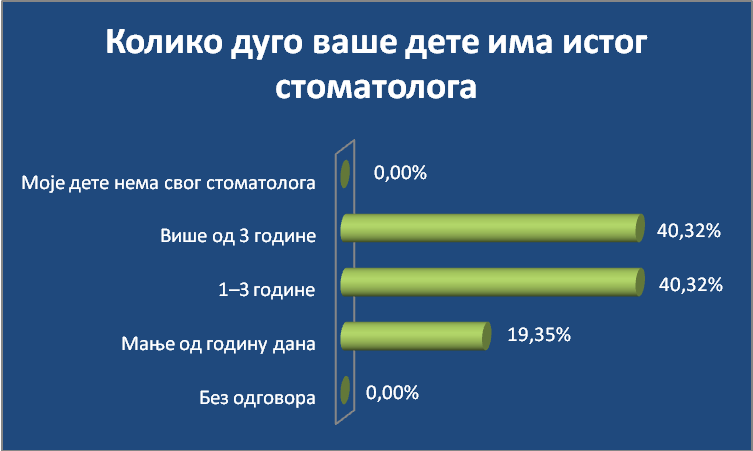 Колико дуго ваше дете има истог
стоматолога
Моје дете нема свог стоматолога 0,00%
Више од 3 године 40,32%
1–3 године 40,32%
Мање од годину дана 19,35%
Без одговора 0,00%